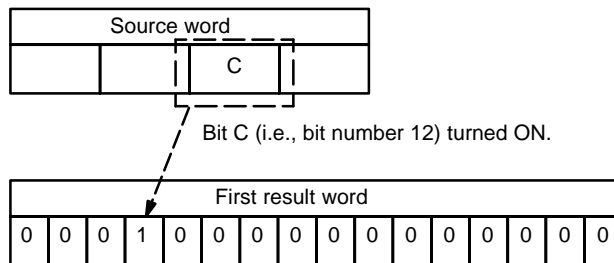 Source word
C
Bit C (i.e., bit number 12) turned ON.
First result word
0 0 0 1 0 0 0 0 0 0 0 0 0 0 0 0